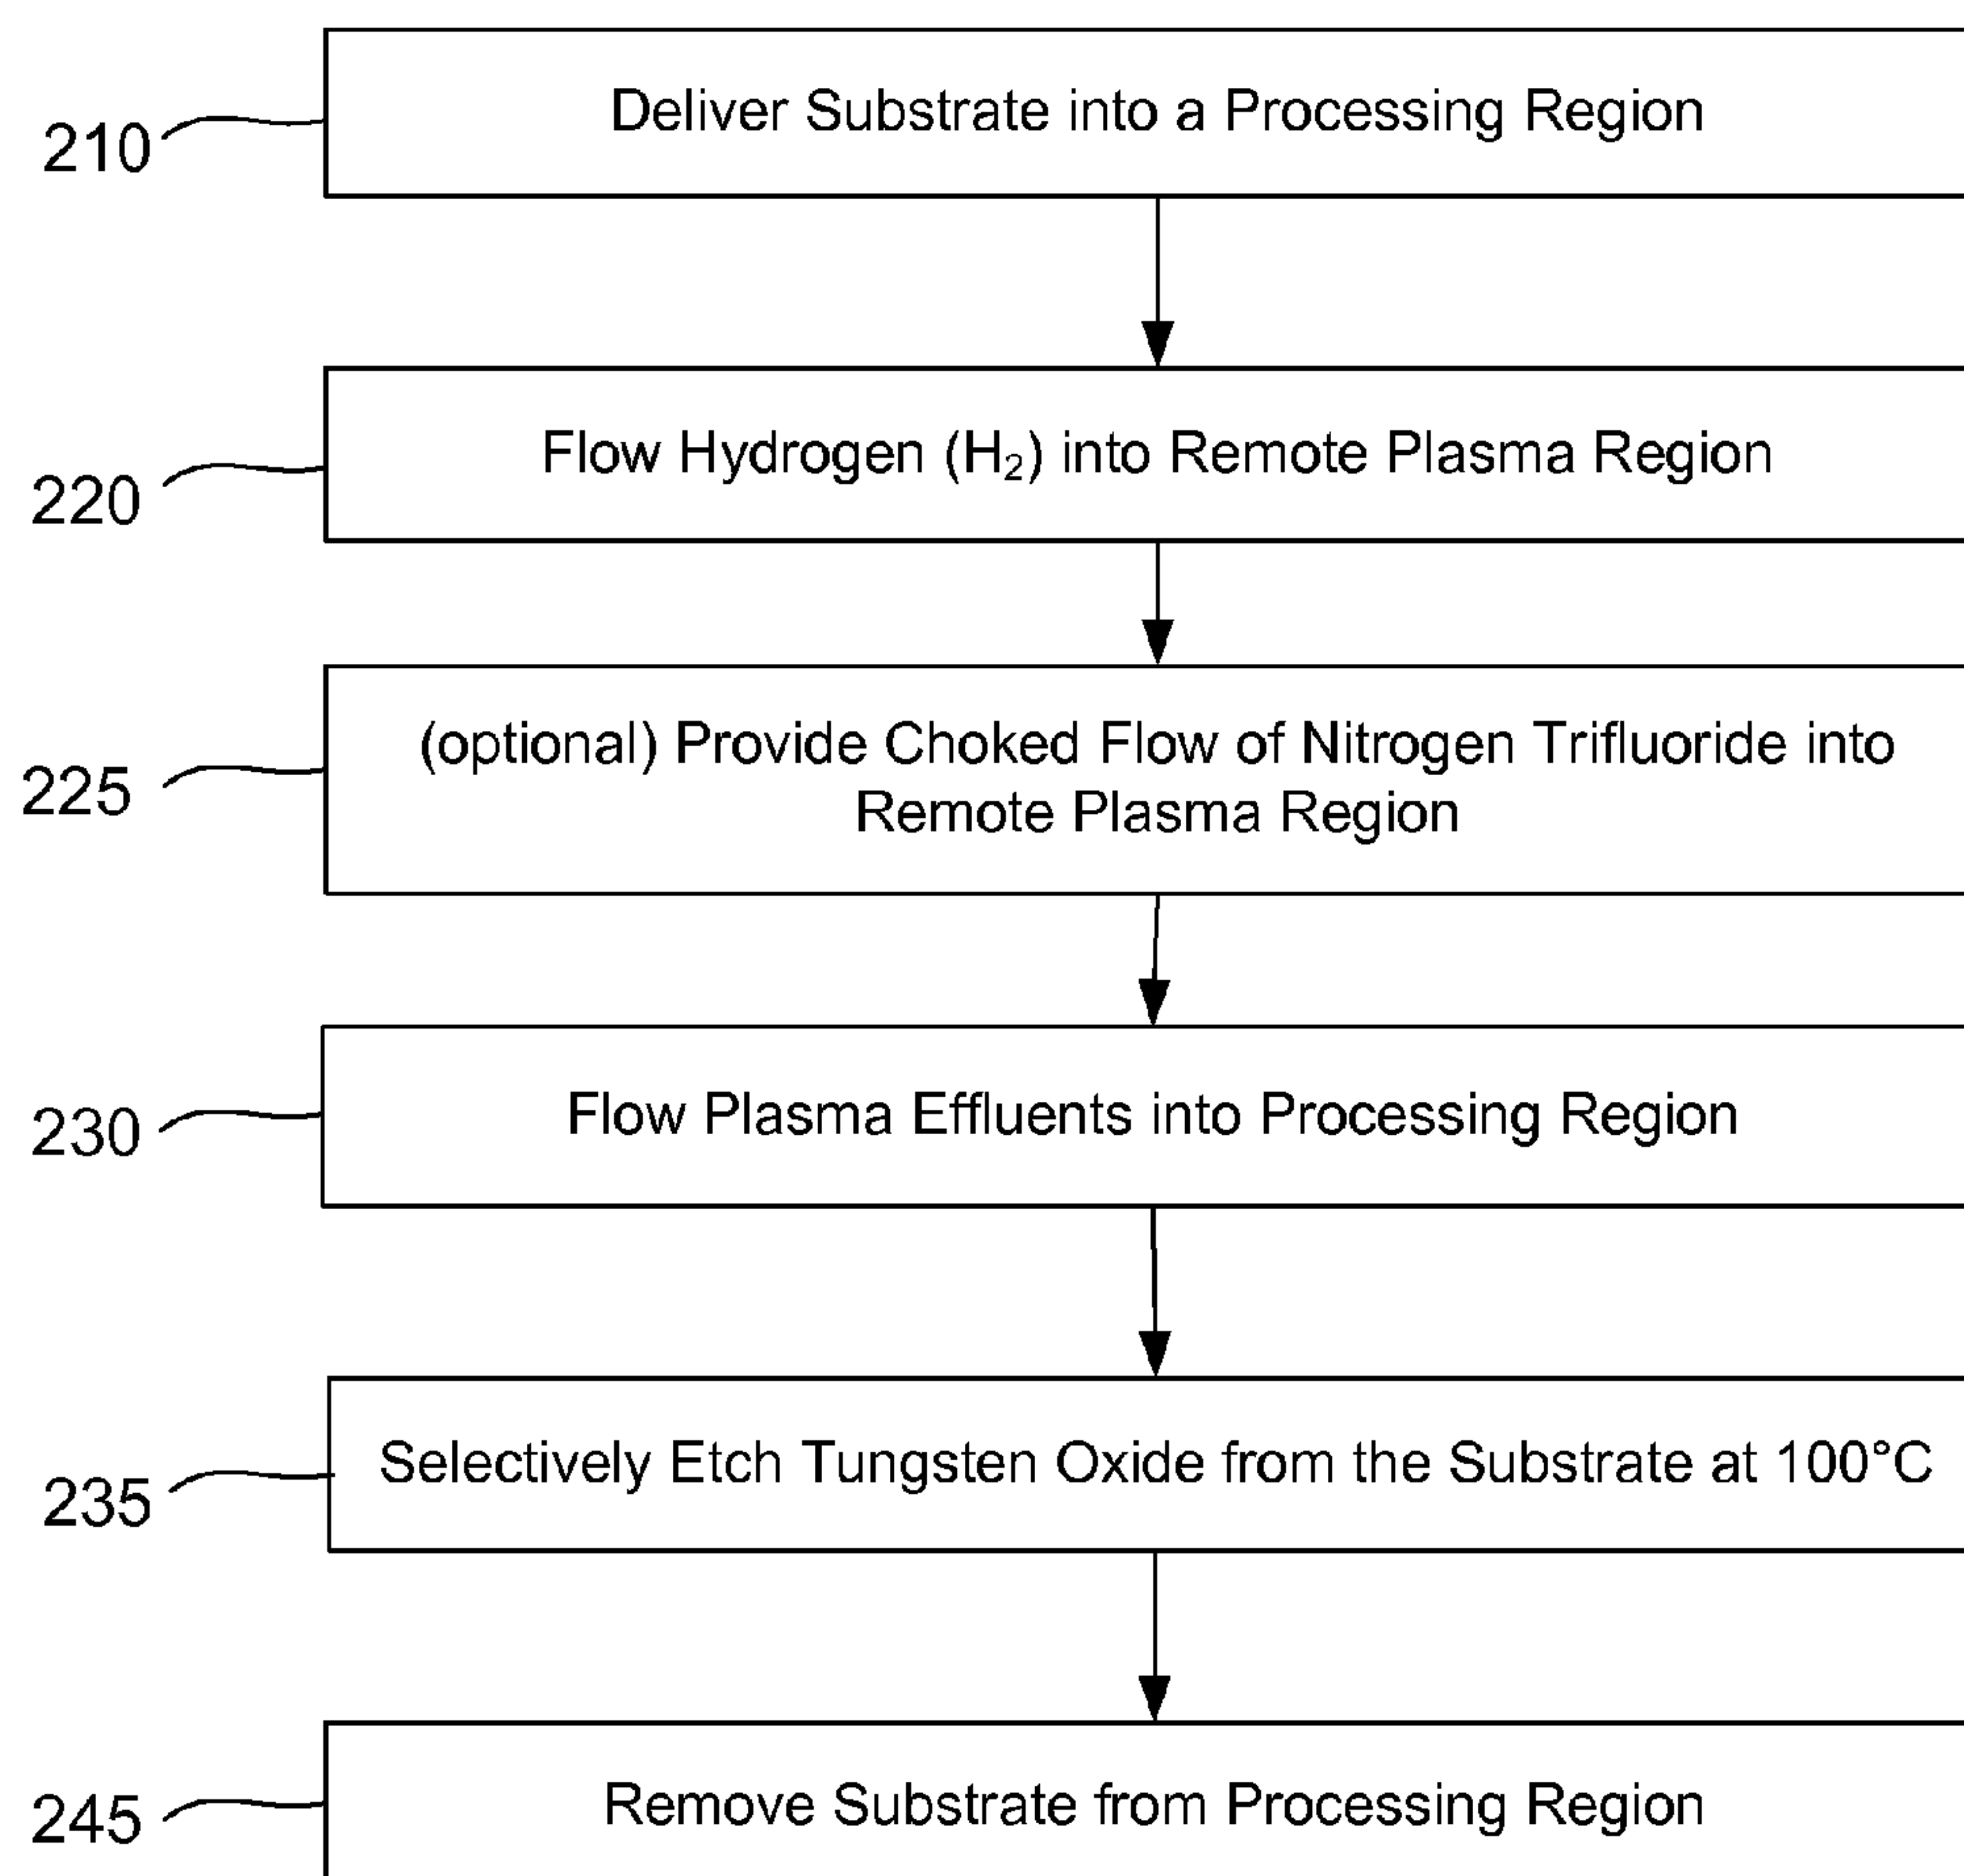 210
Deliver Substrate into a Processing Region
220
Flow Hydrogen (H₂) into Remote Plasma Region
225
(optional) Provide Choked Flow of Nitrogen Trifluoride into
Remote Plasma Region
230
Flow Plasma Effluents into Processing Region
235
Selectively Etch Tungsten Oxide from the Substrate at 100°C
245
Remove Substrate from Processing Region